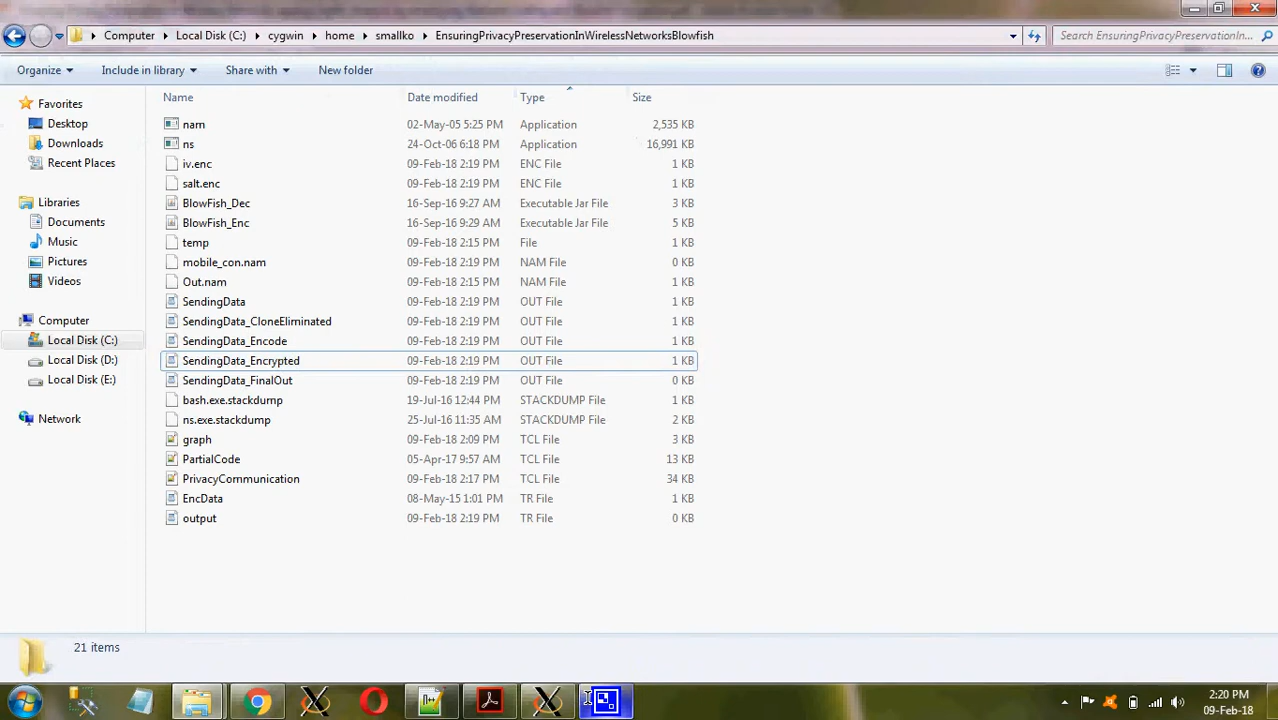 Computer Local Disk (C:) cygwin home smallko EnsuringPrivacyPreservationInWirelessNetworksBlowfish Search EnsuringPrivacyPreservationIn...
Organize Include in library Share with New folder
Name Date modified Type Size
Favorites
Desktop
Downloads
Recent Places
Libraries
Documents
Music
Pictures
Videos
Computer
Local Disk (C:)
Local Disk (D:)
Local Disk (E:)
Network
nam 02-May-05 5:25 PM Application 2,535 KB
ns 24-Oct-06 6:18 PM Application 16,991 KB
iv.enc 09-Feb-18 2:19 PM ENC File 1 KB
salt.enc 09-Feb-18 2:19 PM ENC File 1 KB
BlowFish_Dec 16-Sep-16 9:27 AM Executable Jar File 3 KB
BlowFish_Enc 16-Sep-16 9:29 AM Executable Jar File 5 KB
temp 09-Feb-18 2:15 PM File 1 KB
mobile_con.nam 09-Feb-18 2:19 PM NAM File 0 KB
Out.nam 09-Feb-18 2:15 PM NAM File 1 KB
SendingData 09-Feb-18 2:19 PM OUT File 1 KB
SendingData_CloneEliminated 09-Feb-18 2:19 PM OUT File 1 KB
SendingData_Encode 09-Feb-18 2:19 PM OUT File 1 KB
SendingData_Encrypted 09-Feb-18 2:19 PM OUT File 1 KB
SendingData_FinalOut 09-Feb-18 2:19 PM OUT File 0 KB
bash.exe.stackdump 19-Jul-16 12:44 PM STACKDUMP File 1 KB
ns.exe.stackdump 25-Jul-16 11:35 AM STACKDUMP File 2 KB
graph 09-Feb-18 2:09 PM TCL File 3 KB
PartialCode 05-Apr-17 9:57 AM TCL File 13 KB
PrivacyCommunication 09-Feb-18 2:17 PM TCL File 34 KB
EncData 08-May-15 1:01 PM TR File 1 KB
output 09-Feb-18 2:19 PM TR File 0 KB
21 items
2:20 PM
09-Feb-18